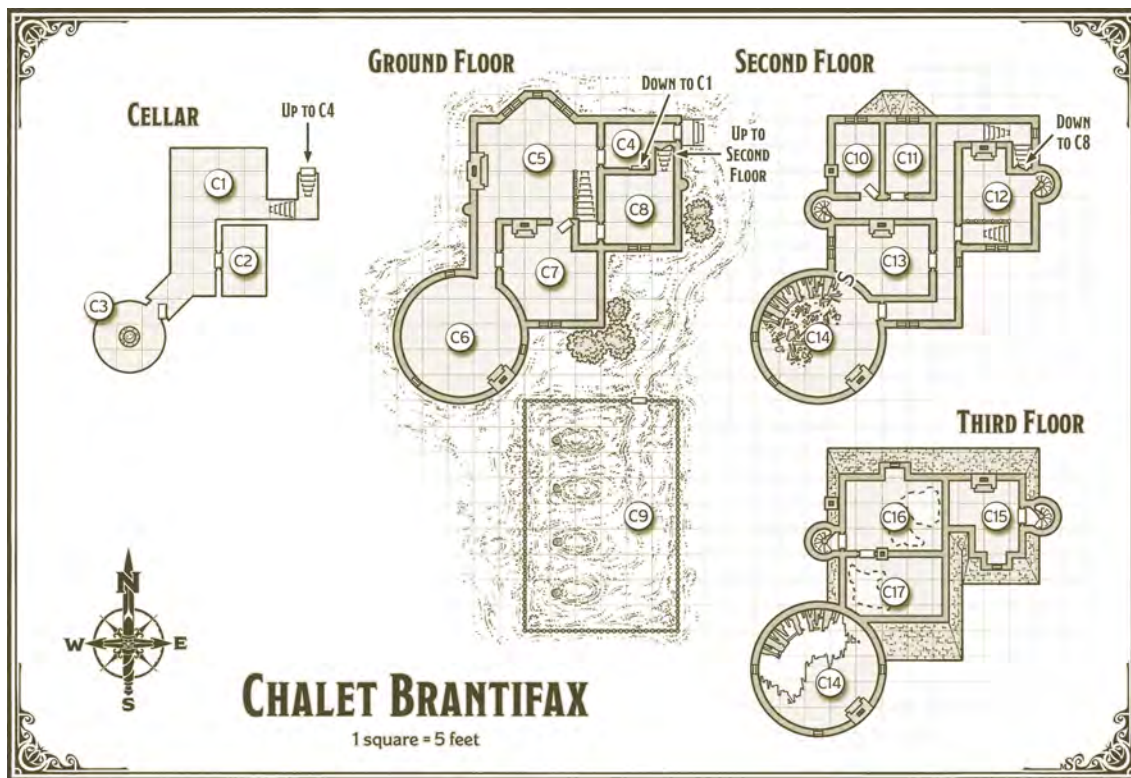 GROUND FLOOR
SECOND FLOOR
CELLAR
UP TO C4
DOWN TO C1
UP TO
SECOND
FLOOR
DOWN
TO C8
C1
C2
C3
C4
C5
C6
C7
C8
C9
C10
C11
C12
C13
S
C14
THIRD FLOOR
C16
C15
C17
C14
N
W
E
S
CHALET BRANTIFAX
1 square = 5 feet